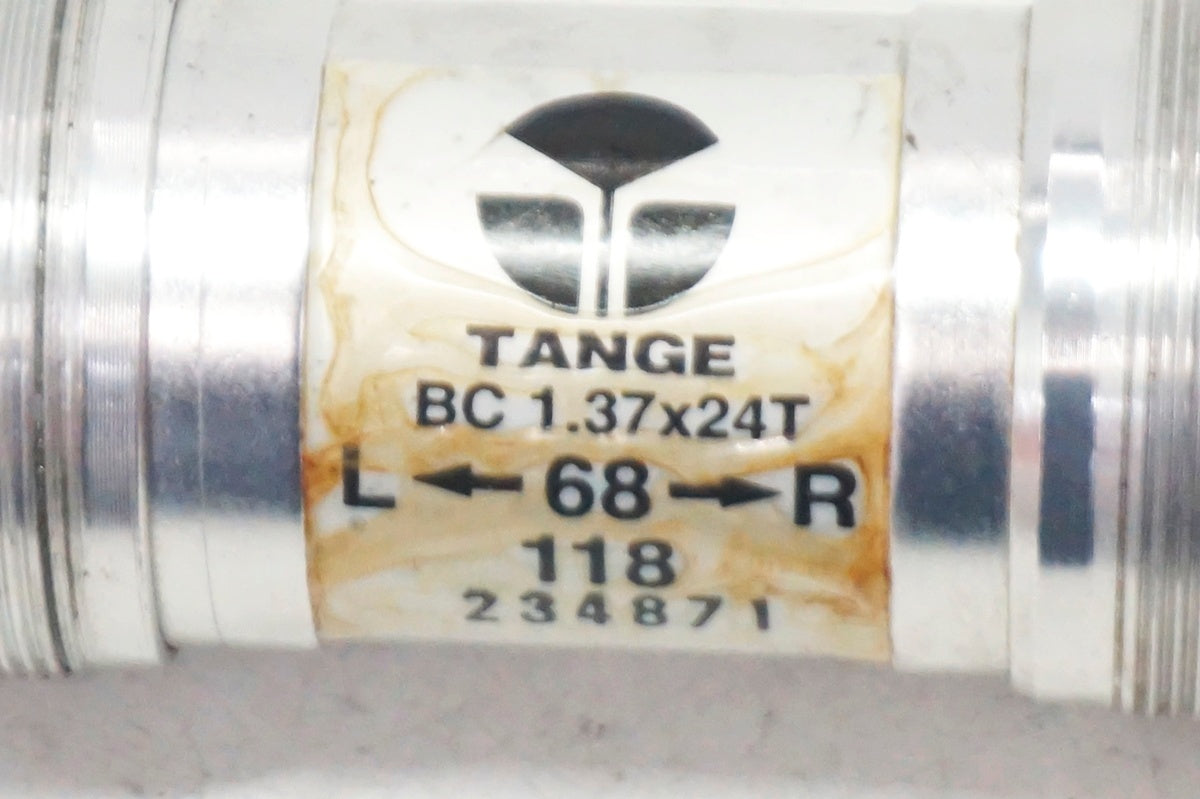 TANGE
BC 1.37x24T
L ← 68 → R
118
234871